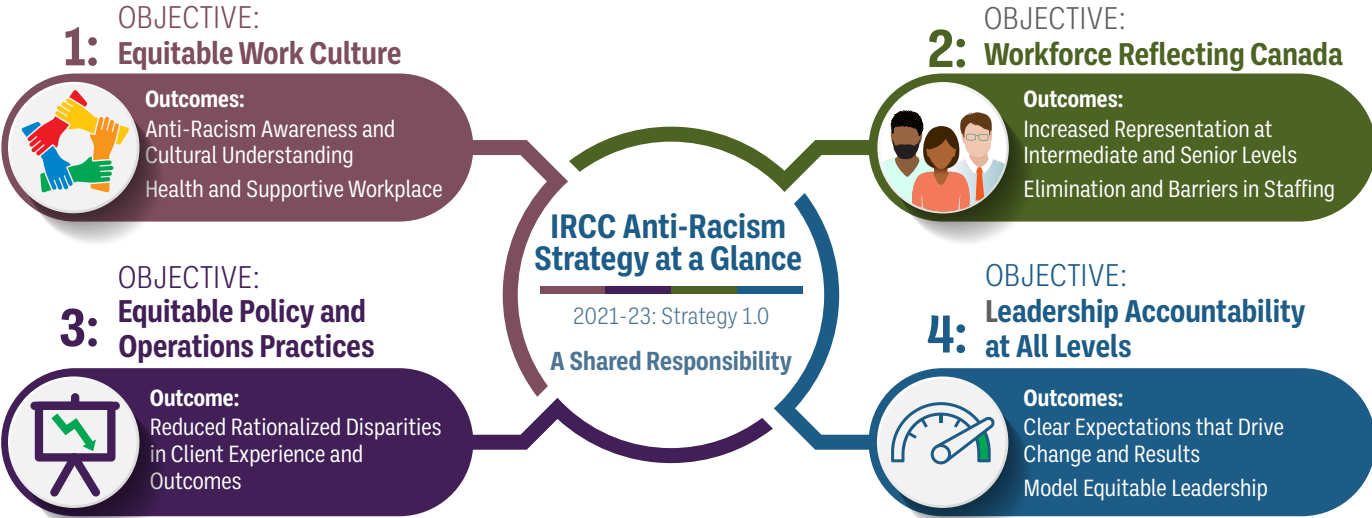 OBJECTIVE:
1: Equitable Work Culture
Outcomes:
Anti-Racism Awareness and
Cultural Understanding
Health and Supportive Workplace
OBJECTIVE:
2: Workforce Reflecting Canada
Outcomes:
Increased Representation at
Intermediate and Senior Levels
Elimination and Barriers in Staffing
IRCC Anti-Racism
Strategy at a Glance
2021-23: Strategy 1.0
A Shared Responsibility
OBJECTIVE:
3: Equitable Policy and
Operations Practices
Outcome:
Reduced Rationalized Disparities
in Client Experience and
Outcomes
OBJECTIVE:
4: Leadership Accountability
at All Levels
Outcomes:
Clear Expectations that Drive
Change and Results
Model Equitable Leadership